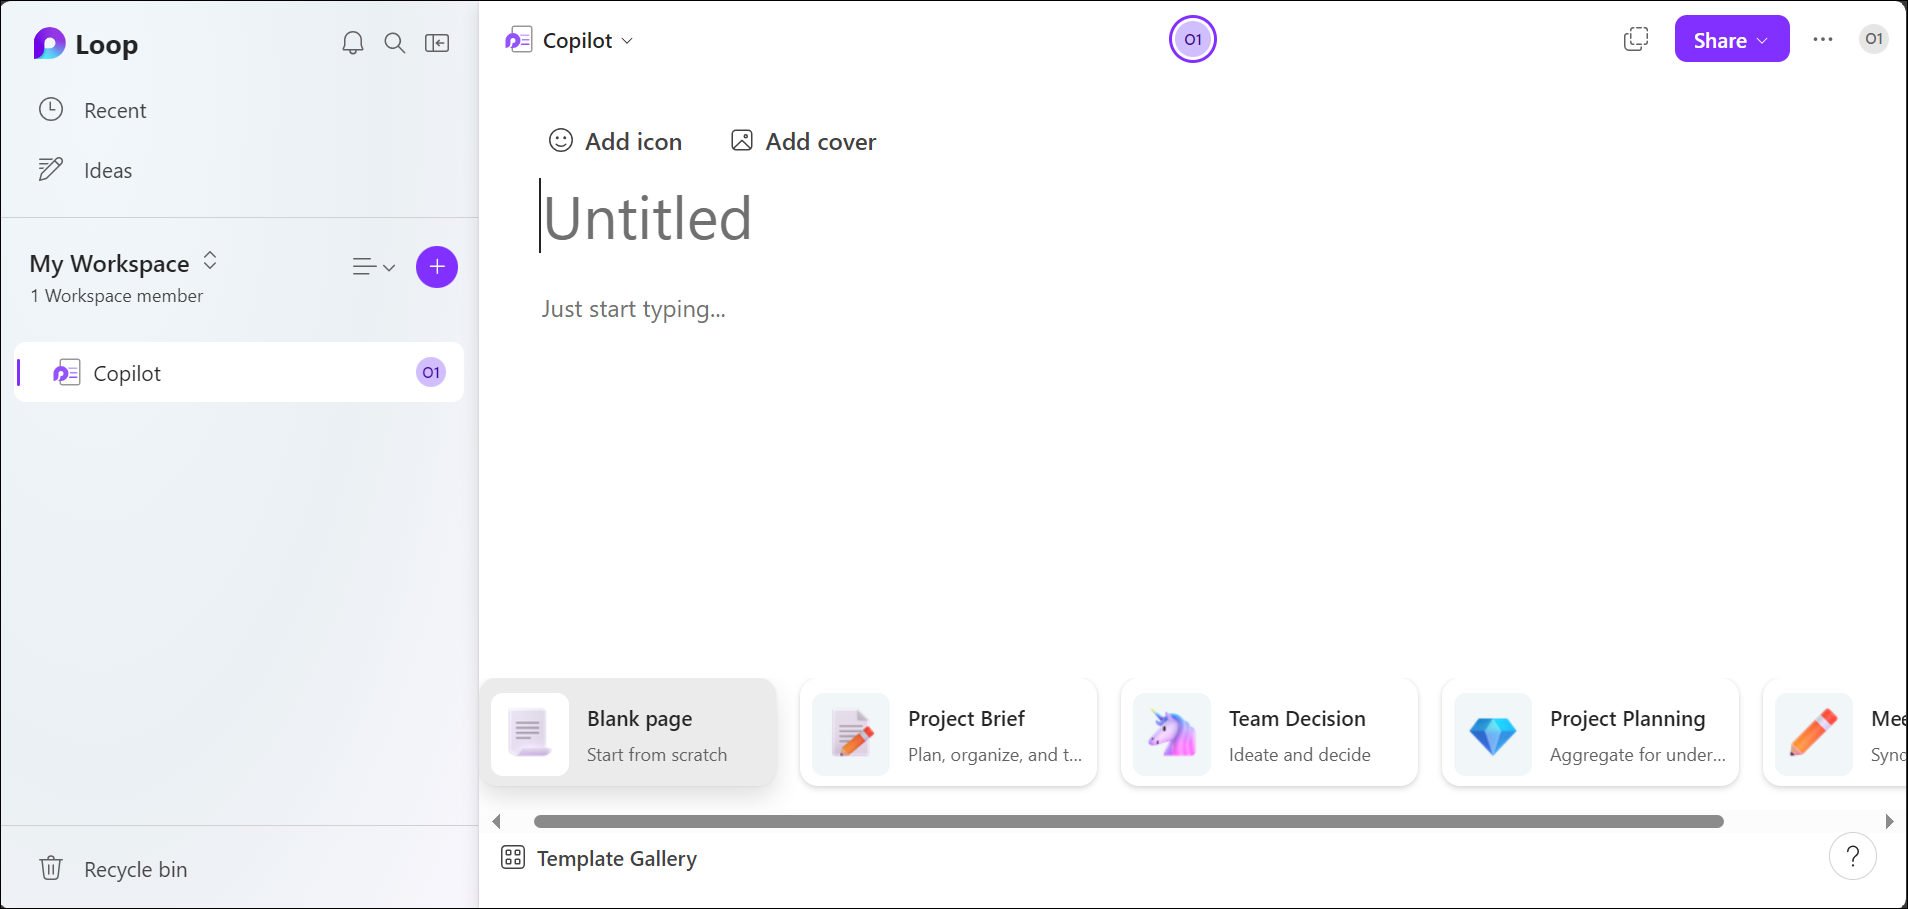 Loop
Recent
Ideas
My Workspace
1 Workspace member
Copilot
O1
Recycle bin
Copilot
O1
Share
O1
Add icon
Add cover
Untitled
Just start typing...
Blank page
Start from scratch
Project Brief
Plan, organize, and t...
Team Decision
Ideate and decide
Project Planning
Aggregate for under...
Mee
Sync
Template Gallery
?